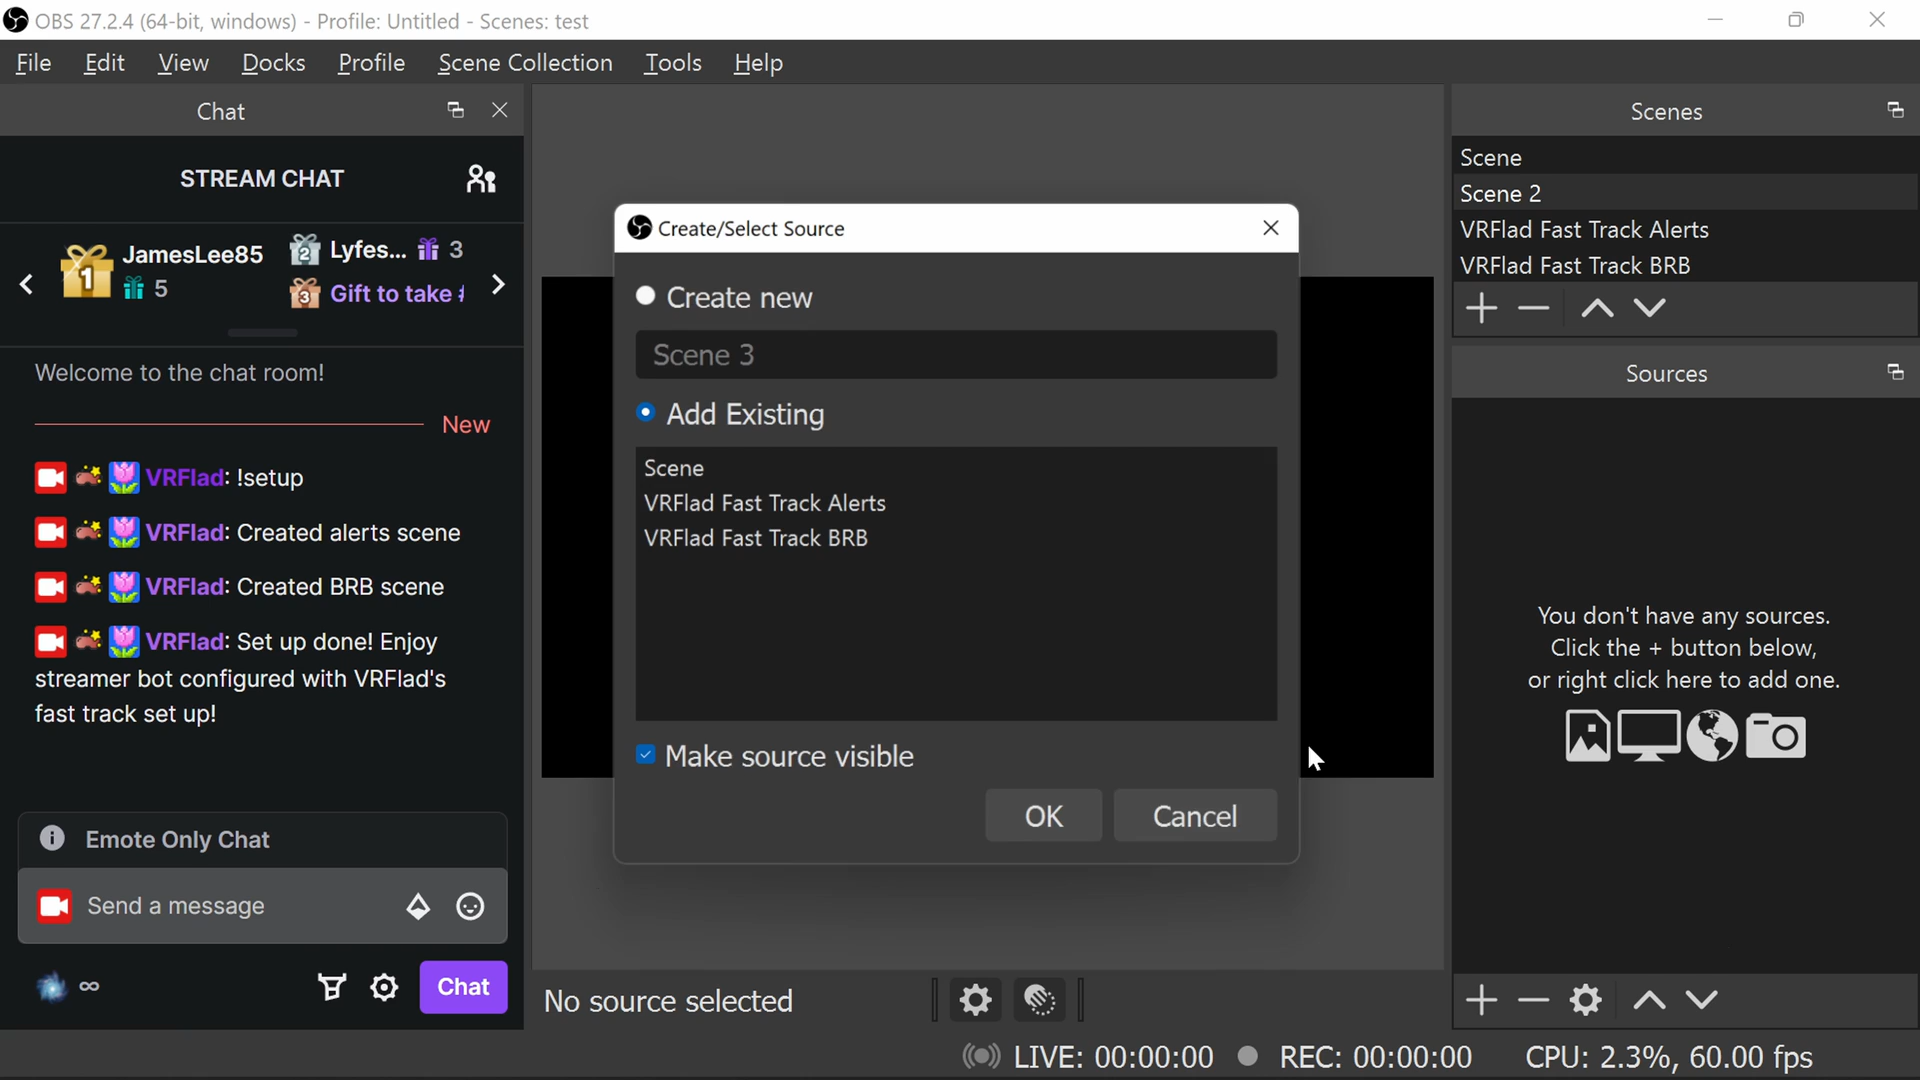 OBS 27.2.4 (64-bit, windows) - Profile: Untitled - Scenes: test
File Edit View Docks Profile Scene Collection Tools Help
Chat
STREAM CHAT
1 JamesLee85
5
2 Lyfes... 3
3 Gift to take
Welcome to the chat room!
New
VRFlad: !setup
VRFlad: Created alerts scene
VRFlad: Created BRB scene
VRFlad: Set up done! Enjoy
streamer bot configured with VRFlad's
fast track set up!
Emote Only Chat
Send a message
∞
Chat
Create/Select Source
Create new
Scene 3
Add Existing
Scene
VRFlad Fast Track Alerts
VRFlad Fast Track BRB
Make source visible
OK Cancel
No source selected
Scenes
Scene
Scene 2
VRFlad Fast Track Alerts
VRFlad Fast Track BRB
Sources
You don't have any sources.
Click the + button below,
or right click here to add one.
LIVE: 00:00:00 REC: 00:00:00 CPU: 2.3%, 60.00 fps